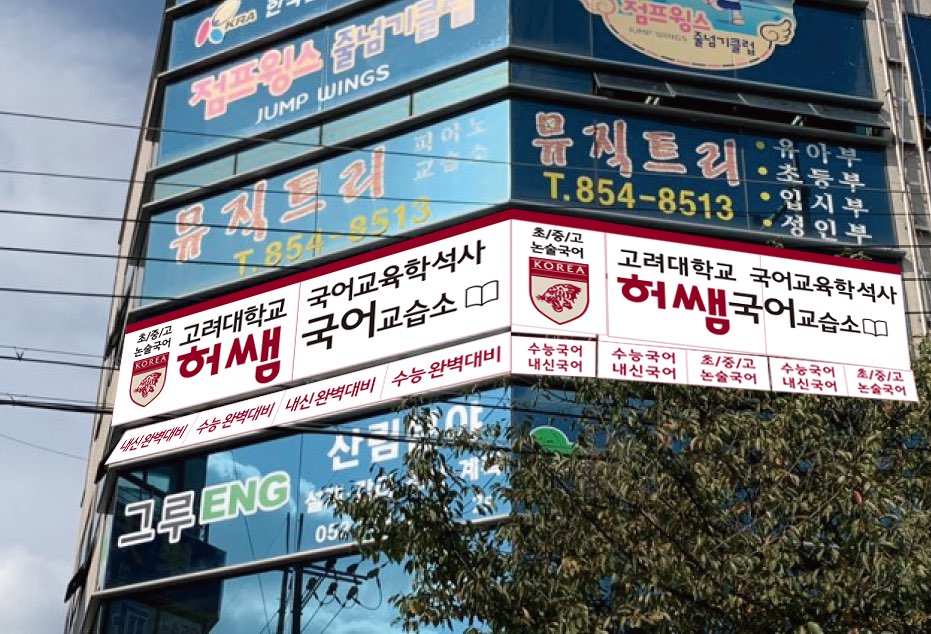 KRA
점프윙스 줄넘기클럽
JUMP WINGS
점프윙스
JUMP WINGS 줄넘기클럽
뮤직트리
피아노
교습소
T.854-8513
뮤직트리
T.854-8513
• 유아부
• 초등부
• 입시부
• 성인부
초/중/고
논술국어
KOREA
고려대학교 국어교육학석사
허쌤 국어교습소
내신완벽대비 수능완벽대비 내신완벽대비 수능완벽대비
초/중/고
논술국어
KOREA
고려대학교 국어교육학석사
허쌤국어교습소
수능국어 수능국어 초/중/고 수능국어 초/중/고
내신국어 내신국어 논술국어 내신국어 논술국어
그루ENG